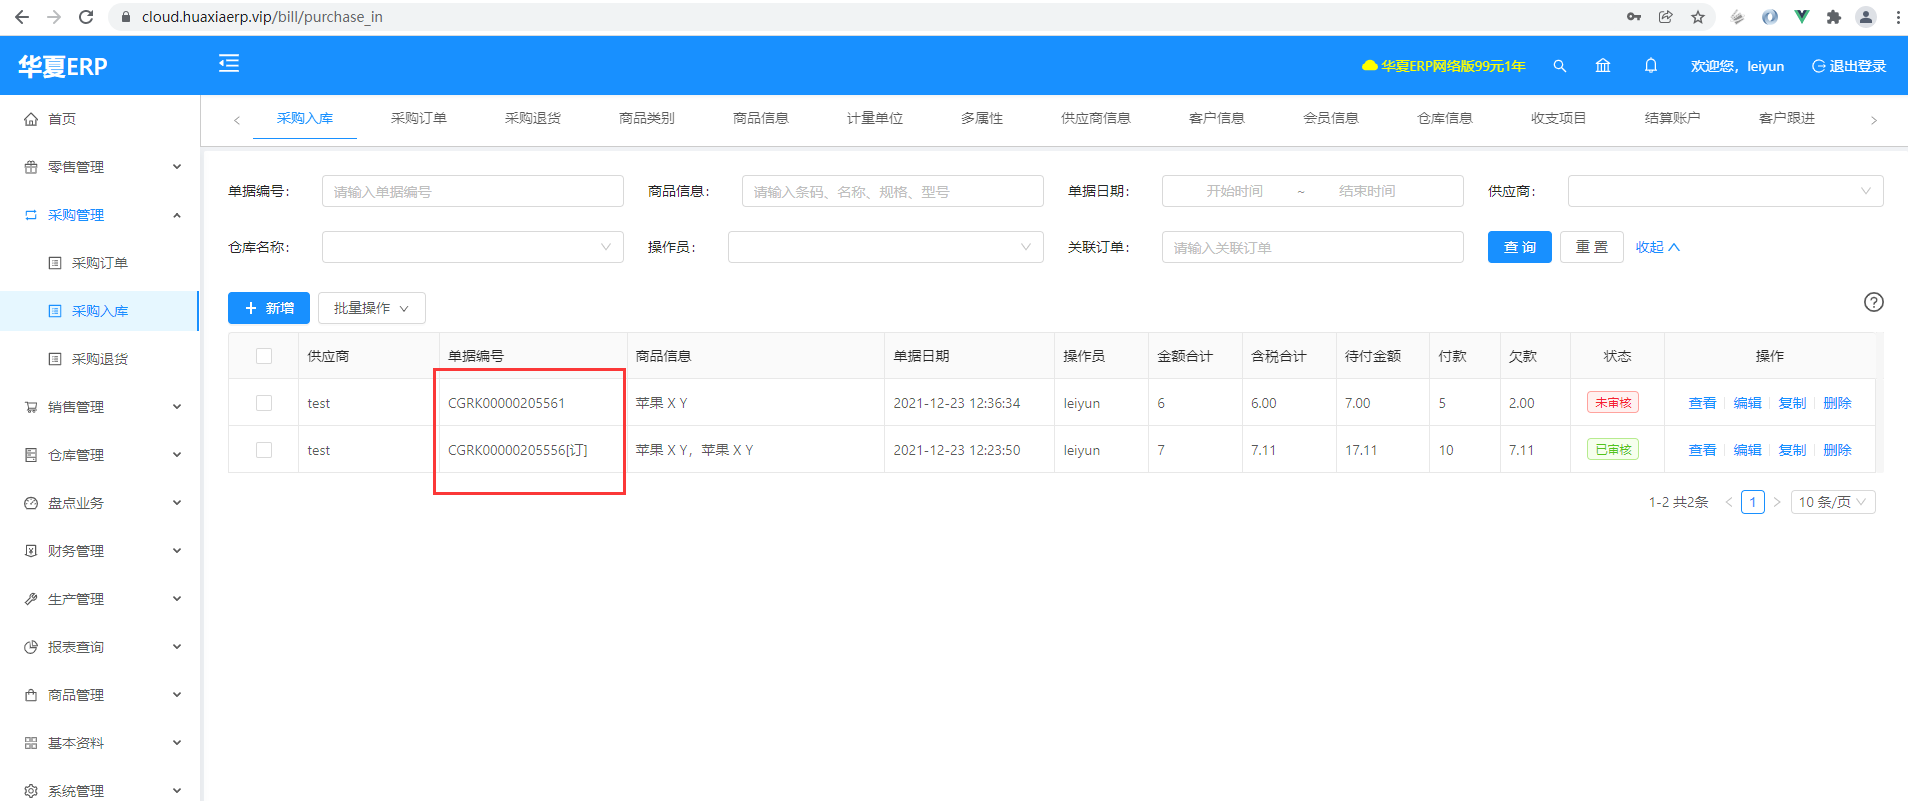 cloud.huaxiaerp.vip/bill/purchase_in
华夏ERP
华夏ERP网络版99元1年
欢迎您，leiyun
退出登录
首页
零售管理
采购管理
采购订单
采购入库
采购退货
销售管理
仓库管理
盘点业务
财务管理
生产管理
报表查询
商品管理
基本资料
系统管理
采购入库 采购订单 采购退货 商品类别 商品信息 计量单位 多属性 供应商信息 客户信息 会员信息 仓库信息 收支项目 结算账户 客户跟进
单据编号： 请输入单据编号 商品信息： 请输入条码、名称、规格、型号 单据日期： 开始时间 ~ 结束时间 供应商：
仓库名称： 操作员： 关联订单： 请输入关联订单 查 询 重 置 收起
+ 新增 批量操作
供应商 单据编号 商品信息 单据日期 操作员 金额合计 含税合计 待付金额 付款 欠款 状态 操作
test CGRK00000205561 苹果 X Y 2021-12-23 12:36:34 leiyun 6 6.00 7.00 5 2.00 未审核 查看 编辑 复制 删除
test CGRK00000205556[订] 苹果 X Y，苹果 X Y 2021-12-23 12:23:50 leiyun 7 7.11 17.11 10 7.11 已审核 查看 编辑 复制 删除
1-2 共2条 < 1 > 10 条/页